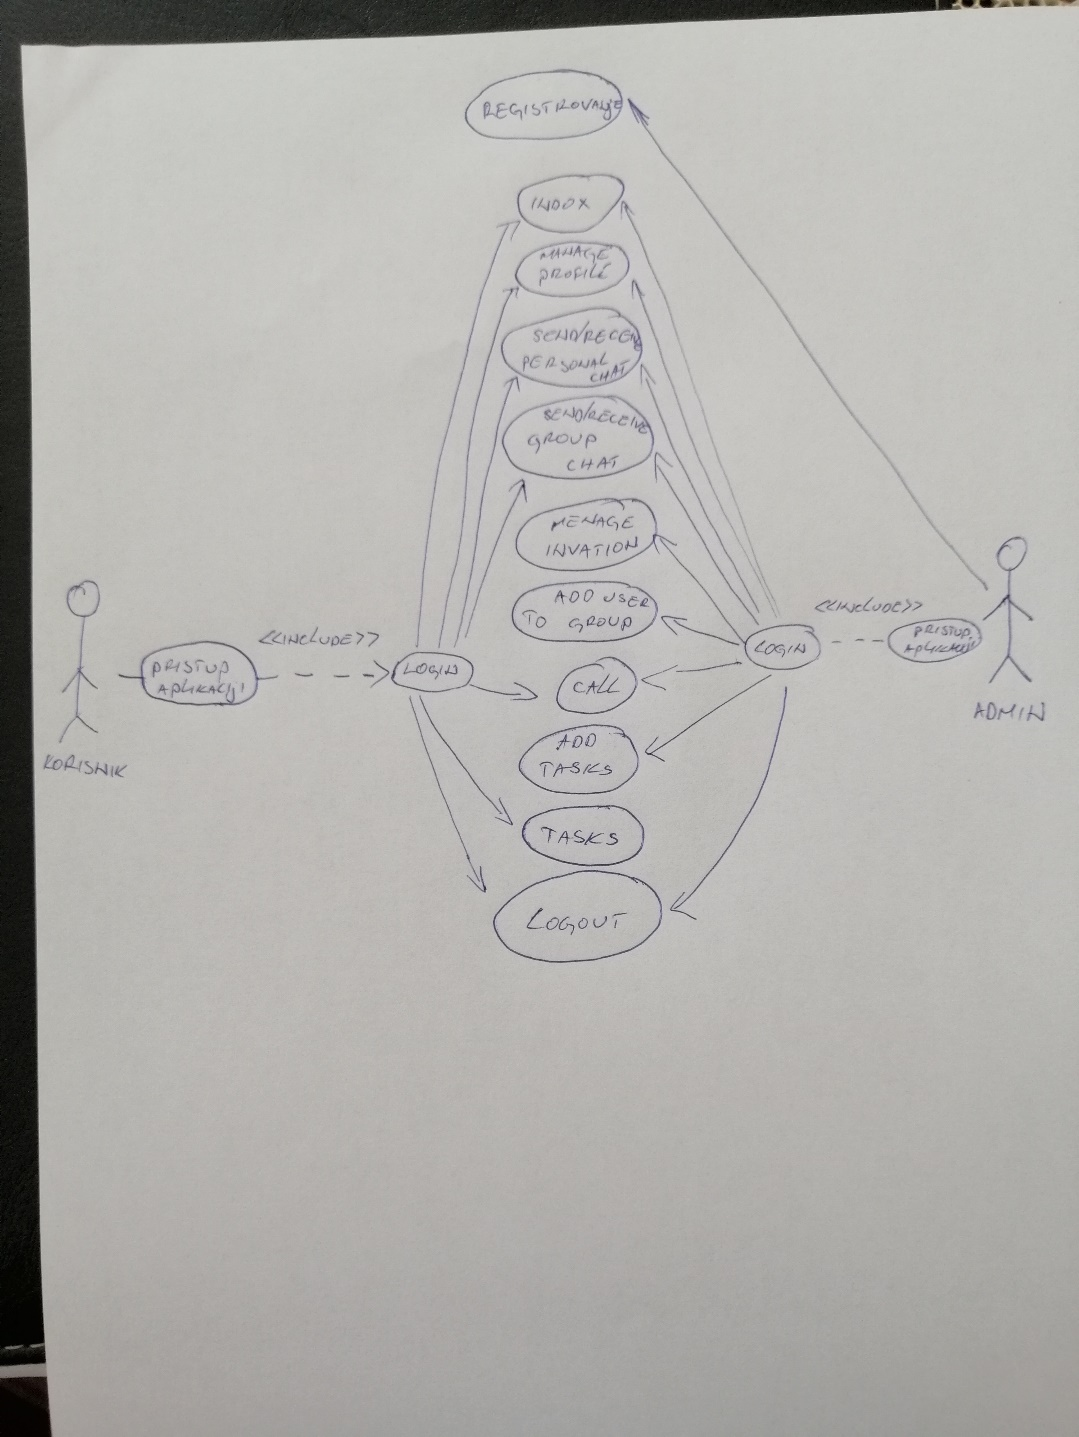 REGISTROVANJE
INDOX
MANAGE
PROFILE
SEND/RECEIVE
PERSONAL
CHAT
SEND/RECEIVE
GROUP
CHAT
MENAGE
INVATION
ADD USER
TO GROUP
CALL
ADD
TASKS
TASKS
LOGOUT
KORISNIK
PRISTUP
APLIKACIJI
<<INCLUDE>>
LOGIN
LOGIN
<<INCLUDE>>
PRISTUP
APLIKACIJI
ADMIN